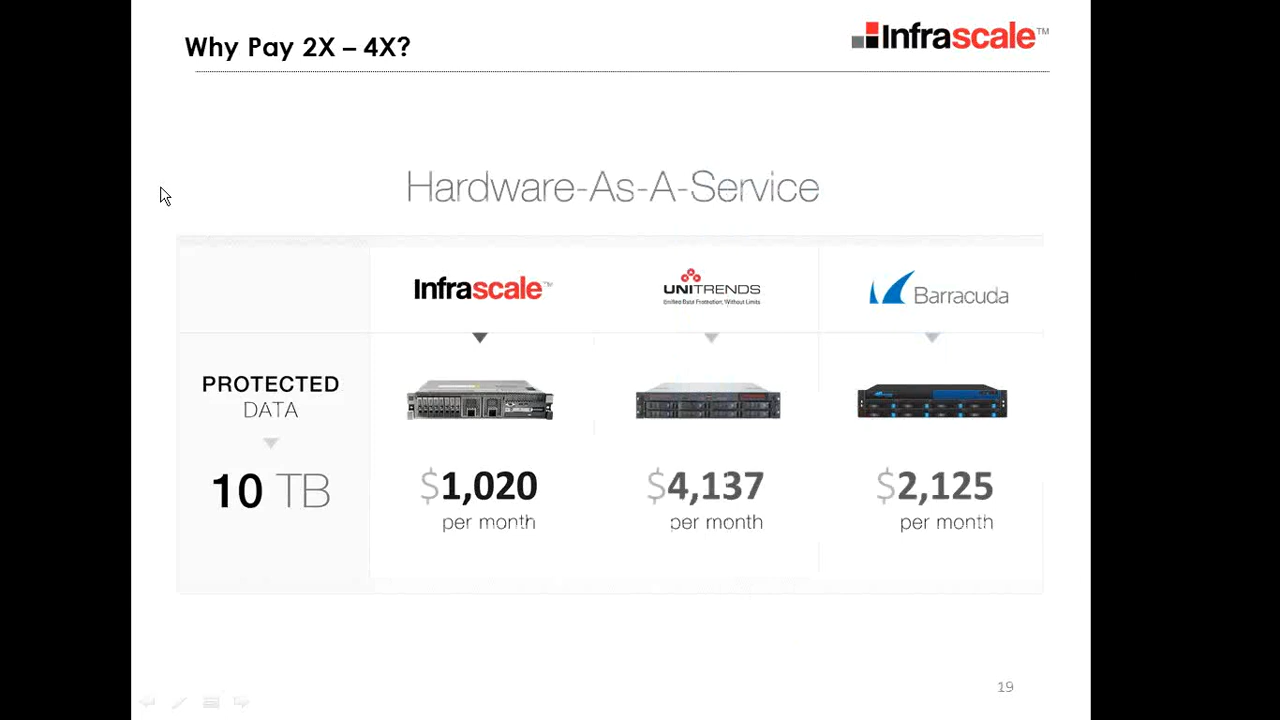 Why Pay 2X – 4X?
Infrascale™
Hardware-As-A-Service
Infrascale™
UNITRENDS
Unified Data Protection, Without Limits
Barracuda
PROTECTED
DATA
10 TB
$1,020
per month
$4,137
per month
$2,125
per month
19